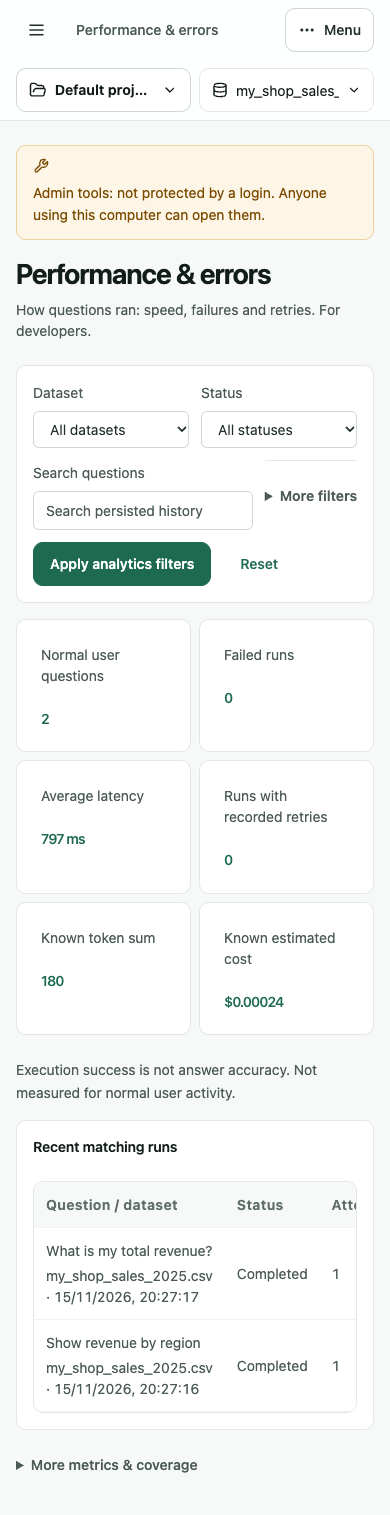 Performance & errors
Menu
Default proj...
my_shop_sales_
Admin tools: not protected by a login. Anyone
using this computer can open them.
Performance & errors
How questions ran: speed, failures and retries. For
developers.
Dataset
Status
All datasets
All statuses
Search questions
More filters
Search persisted history
Apply analytics filters
Reset
Normal user
questions
2
Failed runs
0
Average latency
797 ms
Runs with
recorded retries
0
Known token sum
180
Known estimated
cost
$0.00024
Execution success is not answer accuracy. Not
measured for normal user activity.
Recent matching runs
Question / dataset
Status
Atte
What is my total revenue?
my_shop_sales_2025.csv
· 15/11/2026, 20:27:17
Completed
1
Show revenue by region
my_shop_sales_2025.csv
· 15/11/2026, 20:27:16
Completed
1
More metrics & coverage